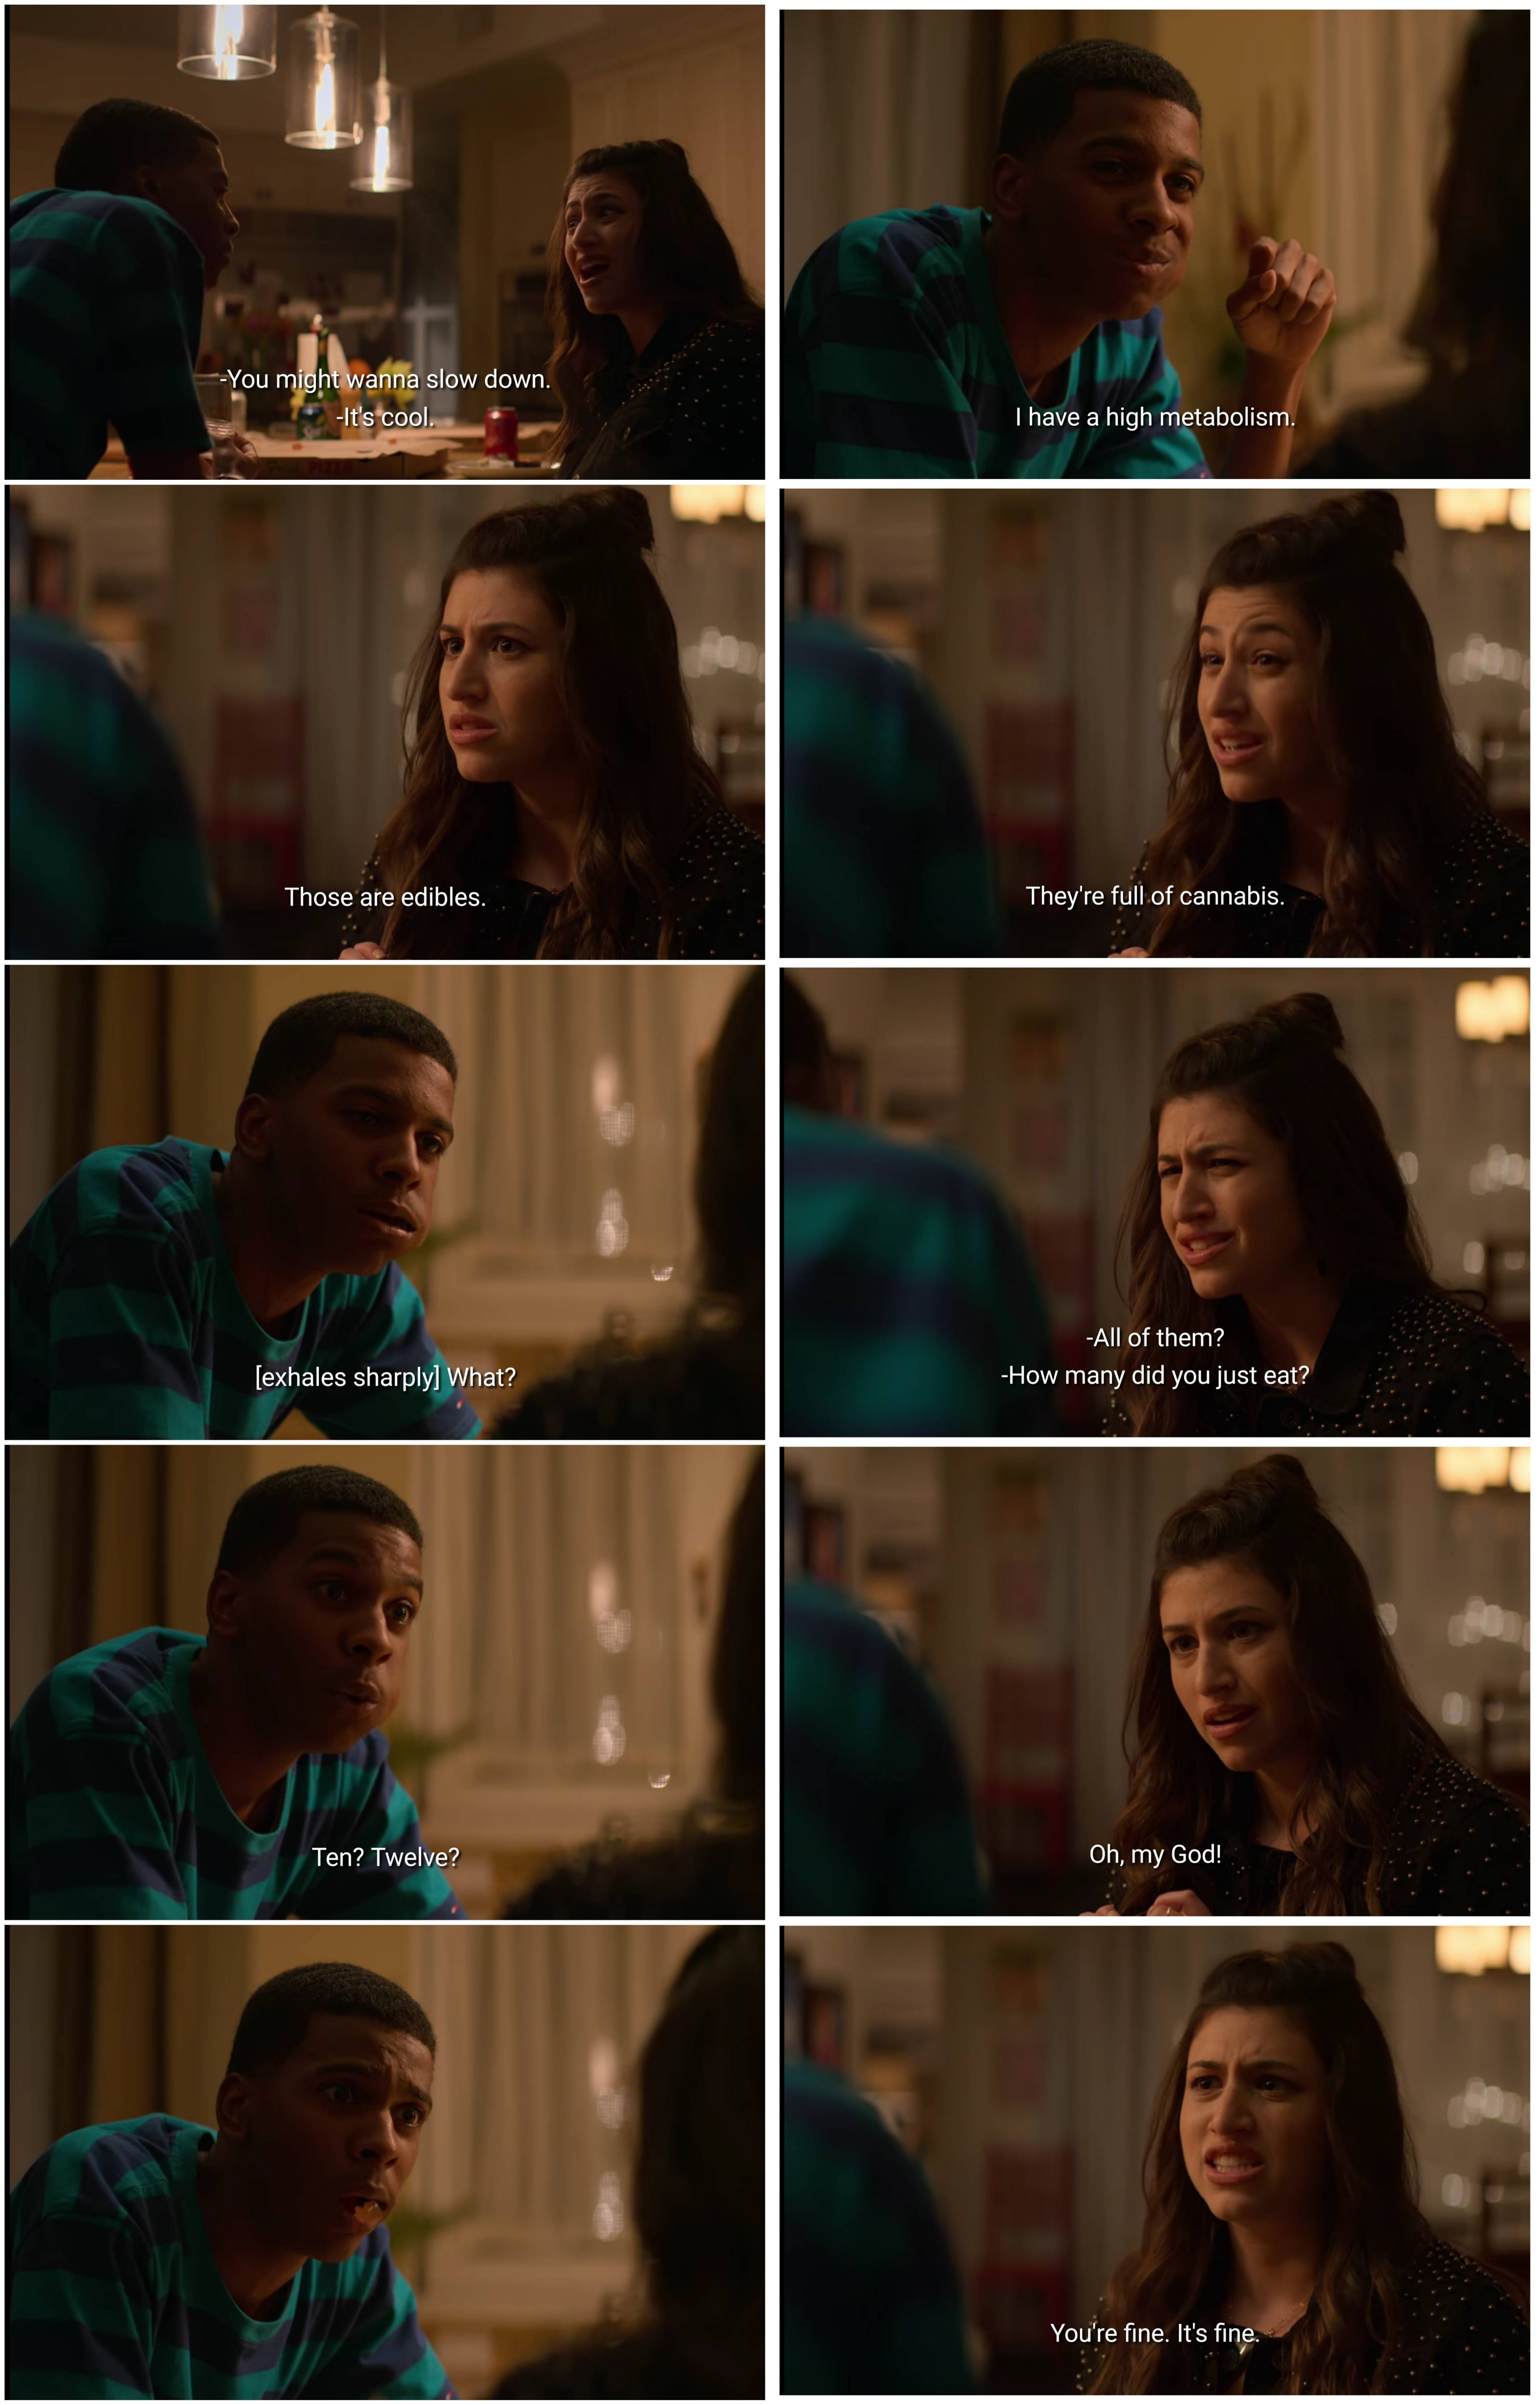 -You might wanna slow down.
-It's cool.
I have a high metabolism.
Those are edibles.
They're full of cannabis.
[exhales sharply] What?
-All of them?
-How many did you just eat?
Ten? Twelve?
Oh, my God!
You're fine. It's fine.